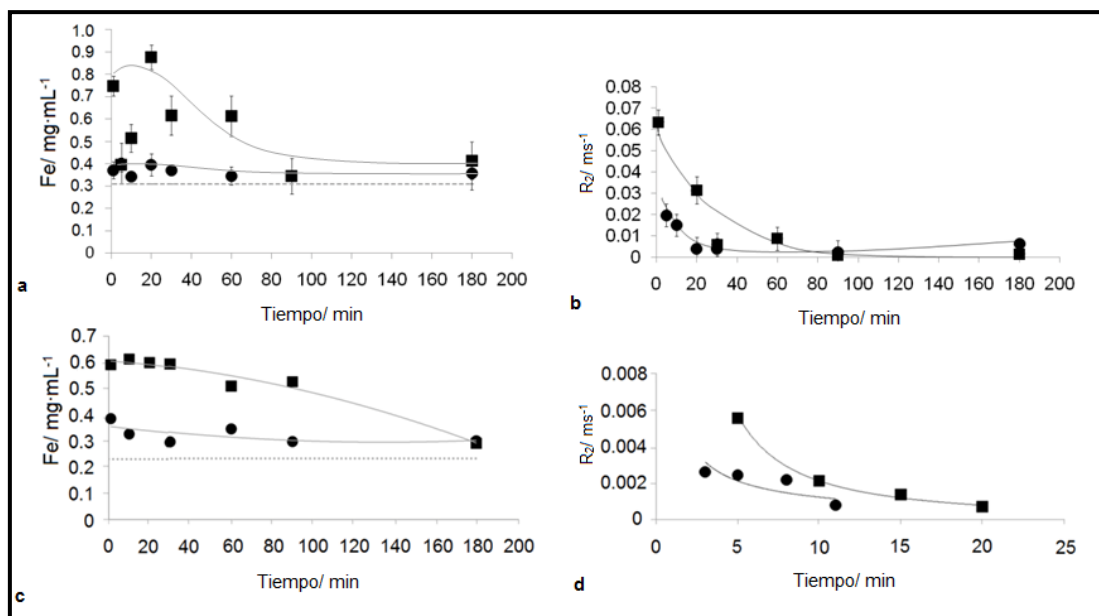 Fe/ mg·mL⁻¹
1.0
0.9
0.8
0.7
0.6
0.5
0.4
0.3
0.2
0.1
0
0 20 40 60 80 100 120 140 160 180 200
Tiempo/ min
a
R₂/ ms⁻¹
0.08
0.07
0.06
0.05
0.04
0.03
0.02
0.01
0
0 20 40 60 80 100 120 140 160 180 200
Tiempo/ min
b
Fe/ mg·mL⁻¹
0.7
0.6
0.5
0.4
0.3
0.2
0.1
0
0 20 40 60 80 100 120 140 160 180 200
Tiempo/ min
c
R₂/ ms⁻¹
0.008
0.006
0.004
0.002
0
0 5 10 15 20 25
Tiempo/ min
d